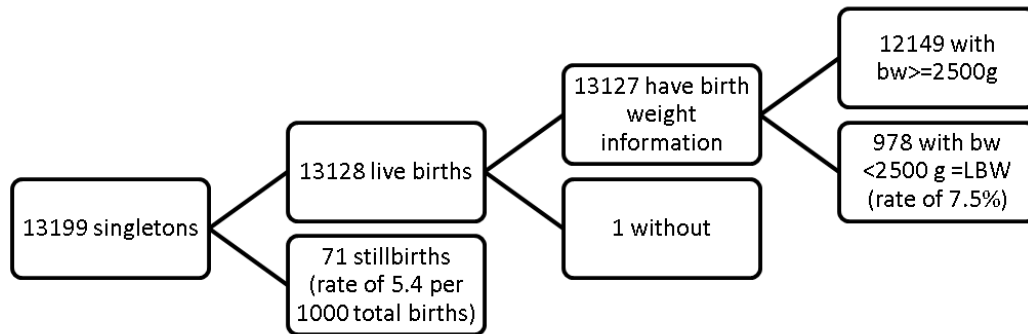 13199 singletons
13128 live births
71 stillbirths
(rate of 5.4 per
1000 total births)
13127 have birth
weight
information
1 without
12149 with
bw>=2500g
978 with bw
<2500 g =LBW
(rate of 7.5%)